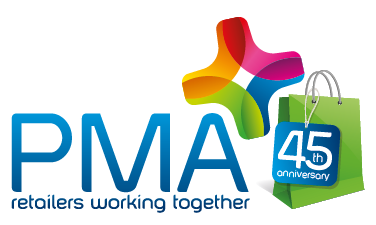 PMA
retailers working together
45th
anniversary